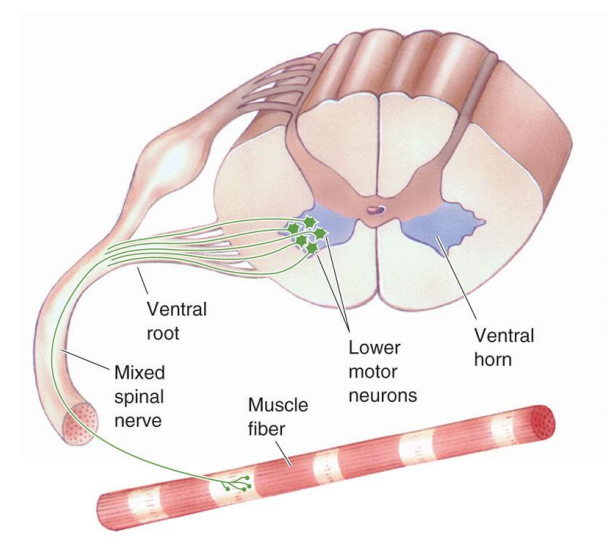 Ventral
root
Mixed
spinal
nerve
Lower
motor
neurons
Ventral
horn
Muscle
fiber